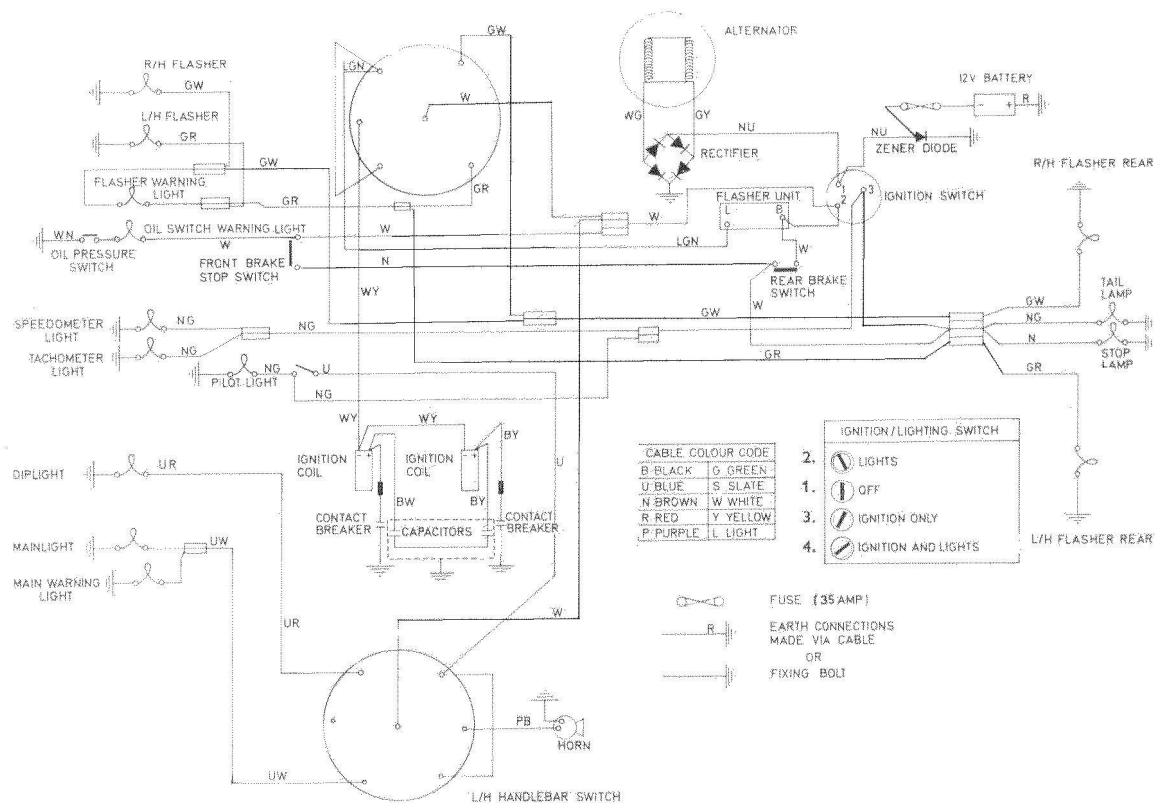 GW
ALTERNATOR
R/H FLASHER
GW
LGN
12V BATTERY
- + R
L/H FLASHER
GR
W
WG
GY
NU
NU
RECTIFIER
ZENER DIODE
R/H FLASHER REAR
GW
FLASHER WARNING
LIGHT
GR
GR
1
2
3
IGNITION SWITCH
FLASHER UNIT
L
B
W
WN
OIL SWITCH WARNING LIGHT
W
LGN
OIL PRESSURE
SWITCH
W
FRONT BRAKE
STOP SWITCH
N
W
REAR BRAKE
SWITCH
WY
W
TAIL
LAMP
GW
GW
SPEEDOMETER
LIGHT
NG
NG
NG
N
TACHOMETER
LIGHT
NG
GR
STOP
LAMP
GR
PILOT LIGHT
NG
U
NG
WY
WY
BY
IGNITION
COIL
- +
IGNITION
COIL
- +
U
DIPLIGHT
UR
BW
BY
CONTACT
BREAKER
CAPACITORS
CONTACT
BREAKER
CABLE COLOUR CODE
B BLACK G GREEN
U BLUE S SLATE
N BROWN W WHITE
R RED Y YELLOW
P PURPLE L LIGHT
IGNITION/LIGHTING SWITCH
2. LIGHTS
1. OFF
3. IGNITION ONLY
4. IGNITION AND LIGHTS
L/H FLASHER REAR
MAINLIGHT
UW
MAIN WARNING
LIGHT
UR
W
FUSE (35 AMP)
R
EARTH CONNECTIONS
MADE VIA CABLE
OR
FIXING BOLT
PB
HORN
UW
L/H HANDLEBAR SWITCH